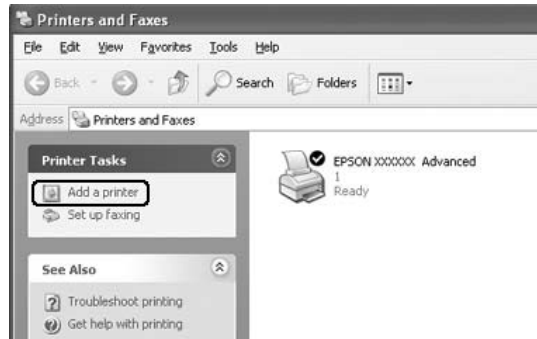 Printers and Faxes
File Edit View Favorites Tools Help
Back Search Folders
Address Printers and Faxes
Printer Tasks
Add a printer
Set up faxing
See Also
Troubleshoot printing
Get help with printing
EPSON XXXXXX Advanced
1
Ready